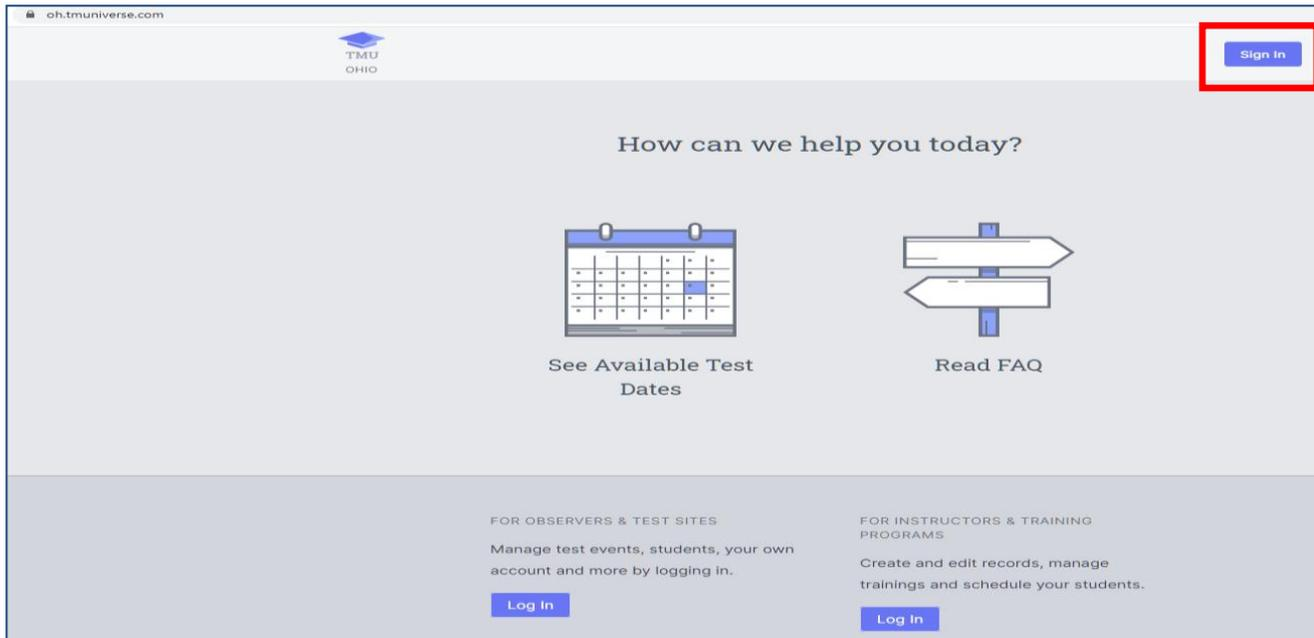 oh.tmuniverse.com
TMU
OHIO
Sign In
How can we help you today?
See Available Test
Dates
Read FAQ
FOR OBSERVERS & TEST SITES
Manage test events, students, your own
account and more by logging in.
Log In
FOR INSTRUCTORS & TRAINING
PROGRAMS
Create and edit records, manage
trainings and schedule your students.
Log In